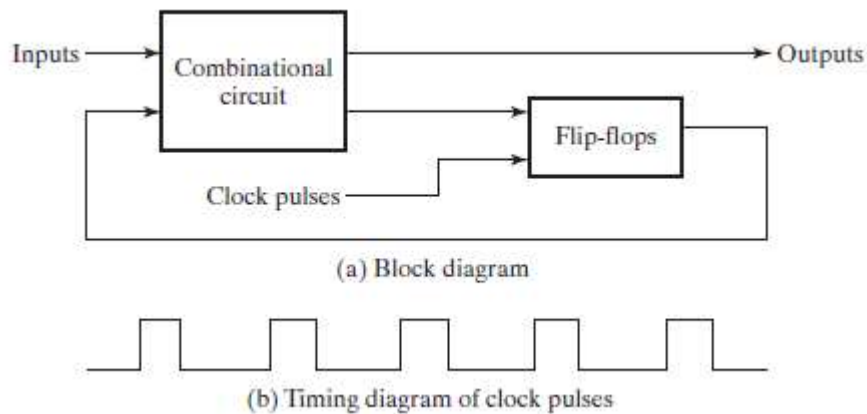 Inputs
Combinational
circuit
Outputs
Flip-flops
Clock pulses
(a) Block diagram
(b) Timing diagram of clock pulses